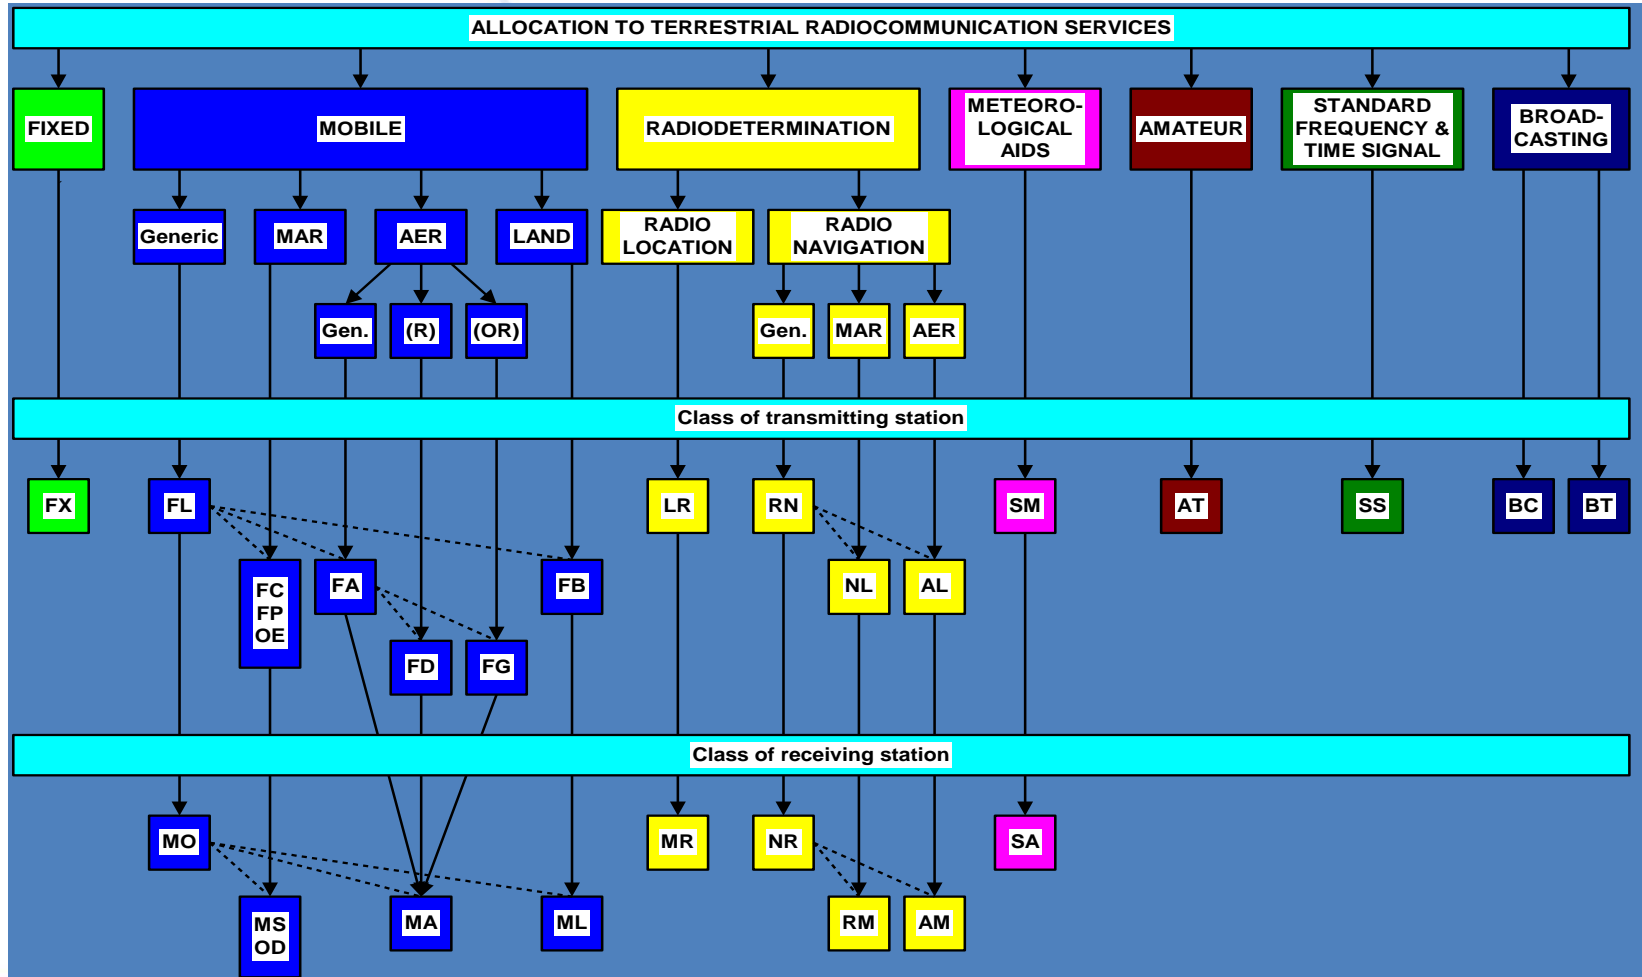 ALLOCATION TO TERRESTRIAL RADIOCOMMUNICATION SERVICES
FIXED
MOBILE
RADIODETERMINATION
METEORO-
LOGICAL
AIDS
AMATEUR
STANDARD
FREQUENCY &
TIME SIGNAL
BROAD-
CASTING
Generic
MAR
AER
LAND
RADIO
LOCATION
RADIO
NAVIGATION
Gen.
(R)
(OR)
Gen.
MAR
AER
Class of transmitting station
FX
FL
LR
RN
SM
AT
SS
BC
BT
FC
FP
OE
FA
FB
NL
AL
FD
FG
Class of receiving station
MO
MR
NR
SA
MS
OD
MA
ML
RM
AM